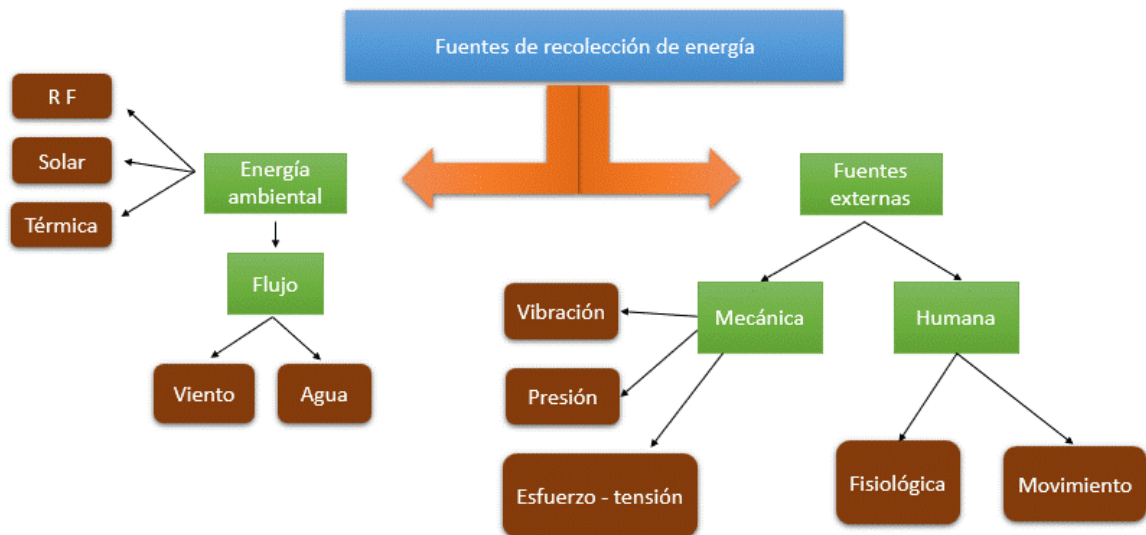 Fuentes de recolección de energía
R F
Solar
Térmica
Energía
ambiental
Flujo
Viento
Agua
Fuentes
externas
Mecánica
Humana
Vibración
Presión
Esfuerzo - tensión
Fisiológica
Movimiento